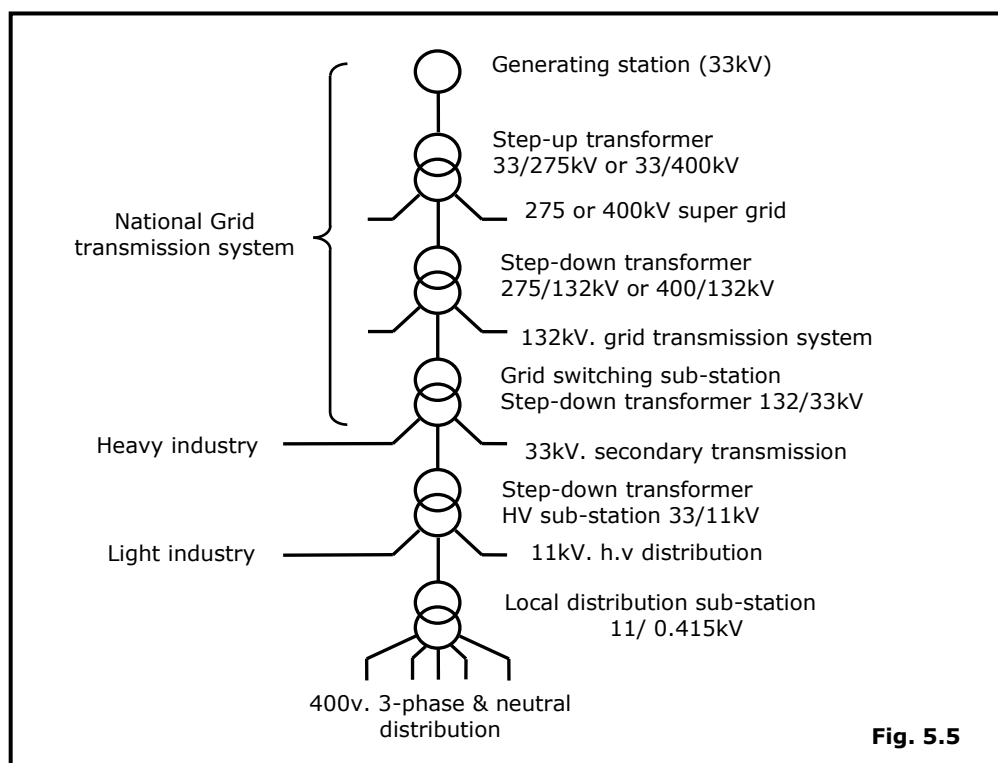 Generating station (33kV)
Step-up transformer
33/275kV or 33/400kV
275 or 400kV super grid
National Grid
transmission system
Step-down transformer
275/132kV or 400/132kV
132kV. grid transmission system
Grid switching sub-station
Step-down transformer 132/33kV
Heavy industry
33kV. secondary transmission
Step-down transformer
HV sub-station 33/11kV
Light industry
11kV. h.v distribution
Local distribution sub-station
11/ 0.415kV
400v. 3-phase & neutral
distribution
Fig. 5.5